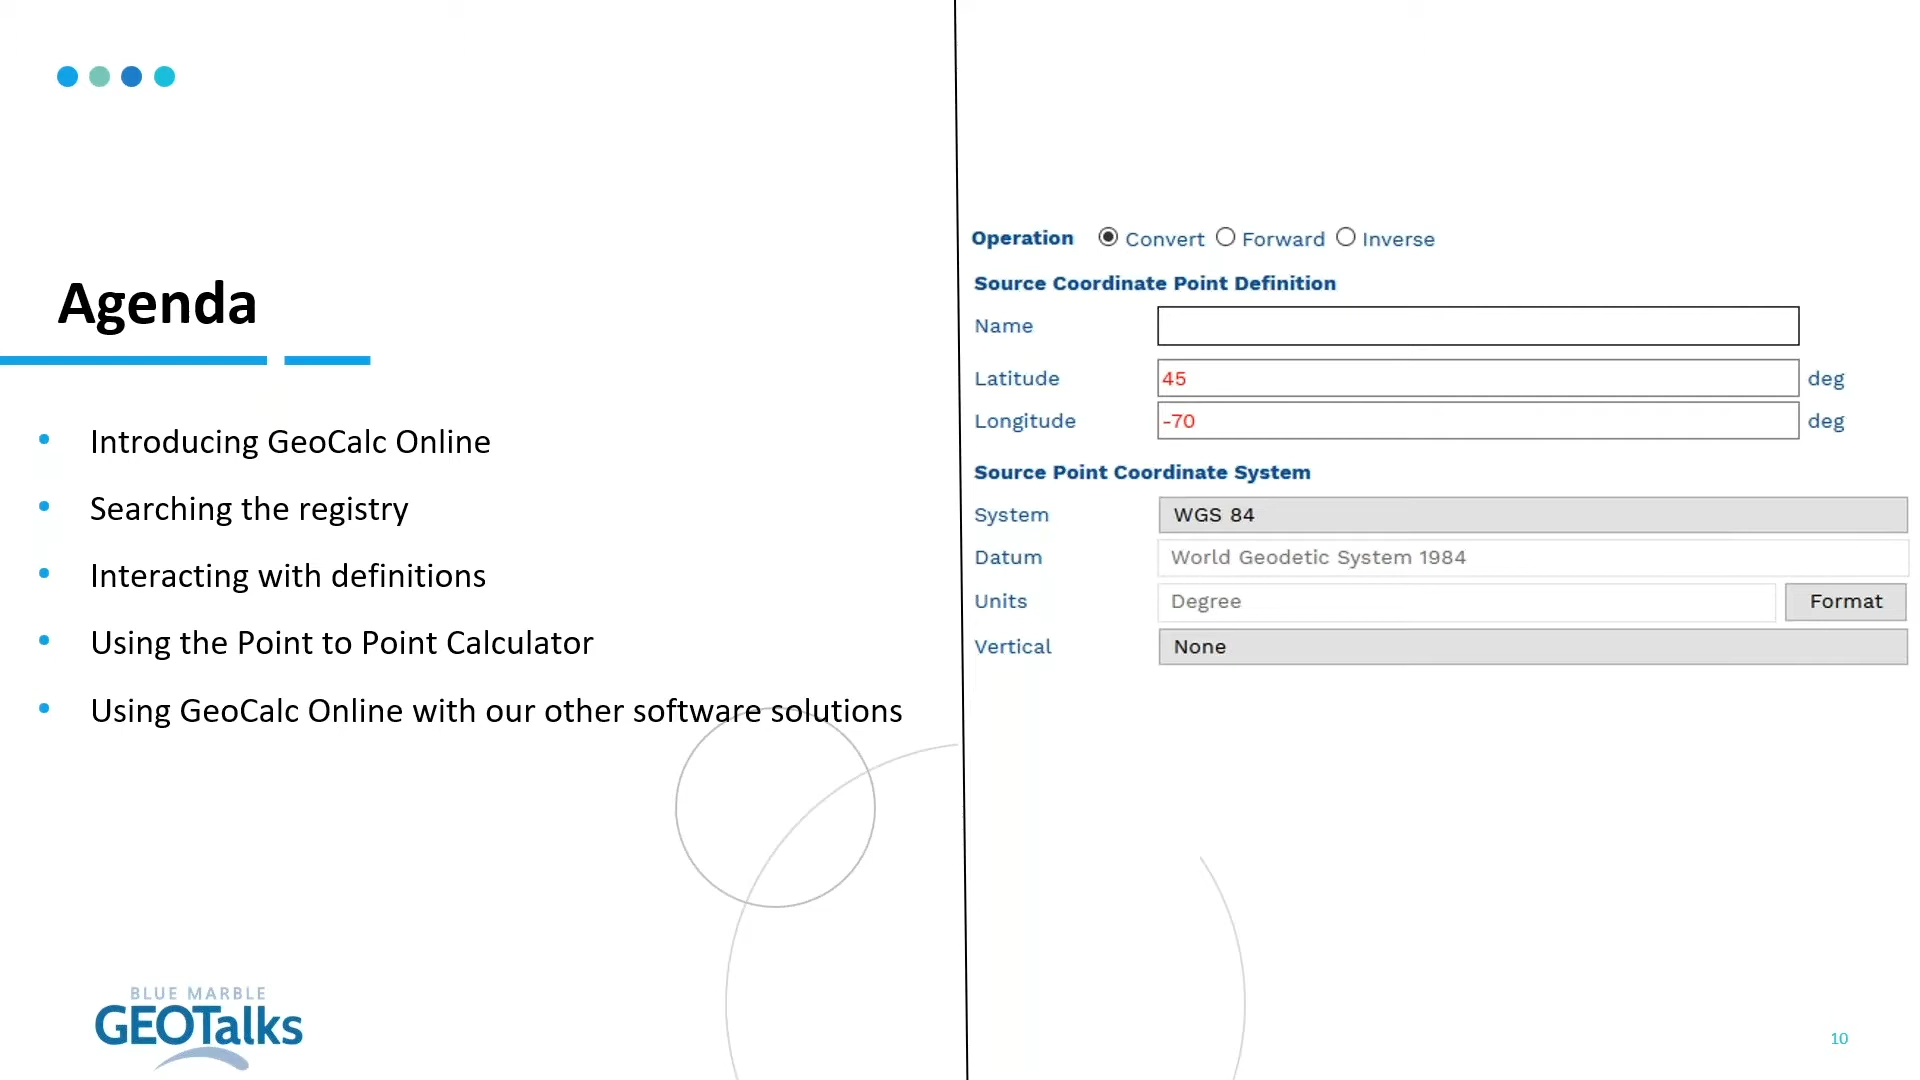 Agenda
• Introducing GeoCalc Online
• Searching the registry
• Interacting with definitions
• Using the Point to Point Calculator
• Using GeoCalc Online with our other software solutions
BLUE MARBLE
GEOTalks
Operation Convert Forward Inverse
Source Coordinate Point Definition
Name
Latitude 45 deg
Longitude -70 deg
Source Point Coordinate System
System WGS 84
Datum World Geodetic System 1984
Units Degree Format
Vertical None
10